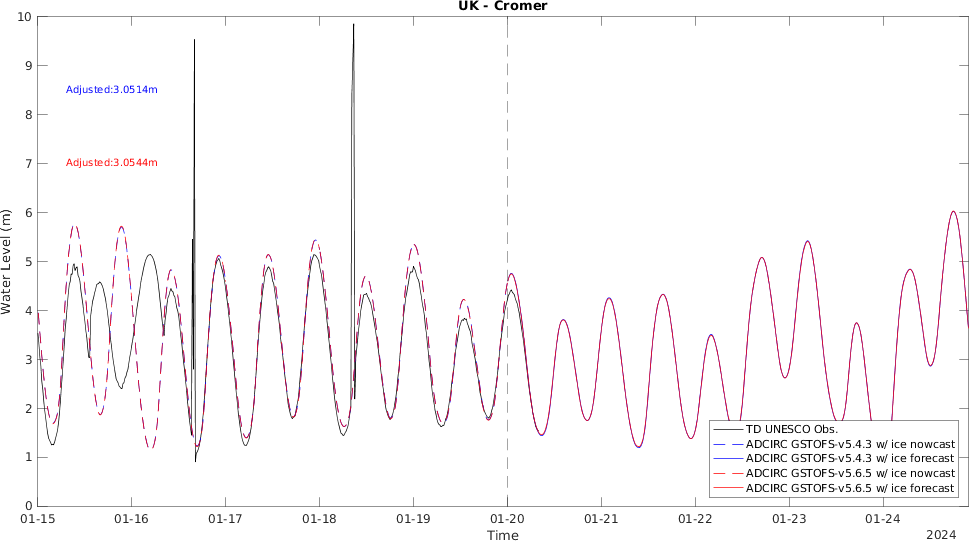 UK - Cromer
10
9
8
7
6
5
4
3
2
1
0
Water Level (m)
Adjusted:3.0514m
Adjusted:3.0544m
TD UNESCO Obs.
ADCIRC GSTOFS-v5.4.3 w/ ice nowcast
ADCIRC GSTOFS-v5.4.3 w/ ice forecast
ADCIRC GSTOFS-v5.6.5 w/ ice nowcast
ADCIRC GSTOFS-v5.6.5 w/ ice forecast
01-15 01-16 01-17 01-18 01-19 01-20 01-21 01-22 01-23 01-24
Time
2024